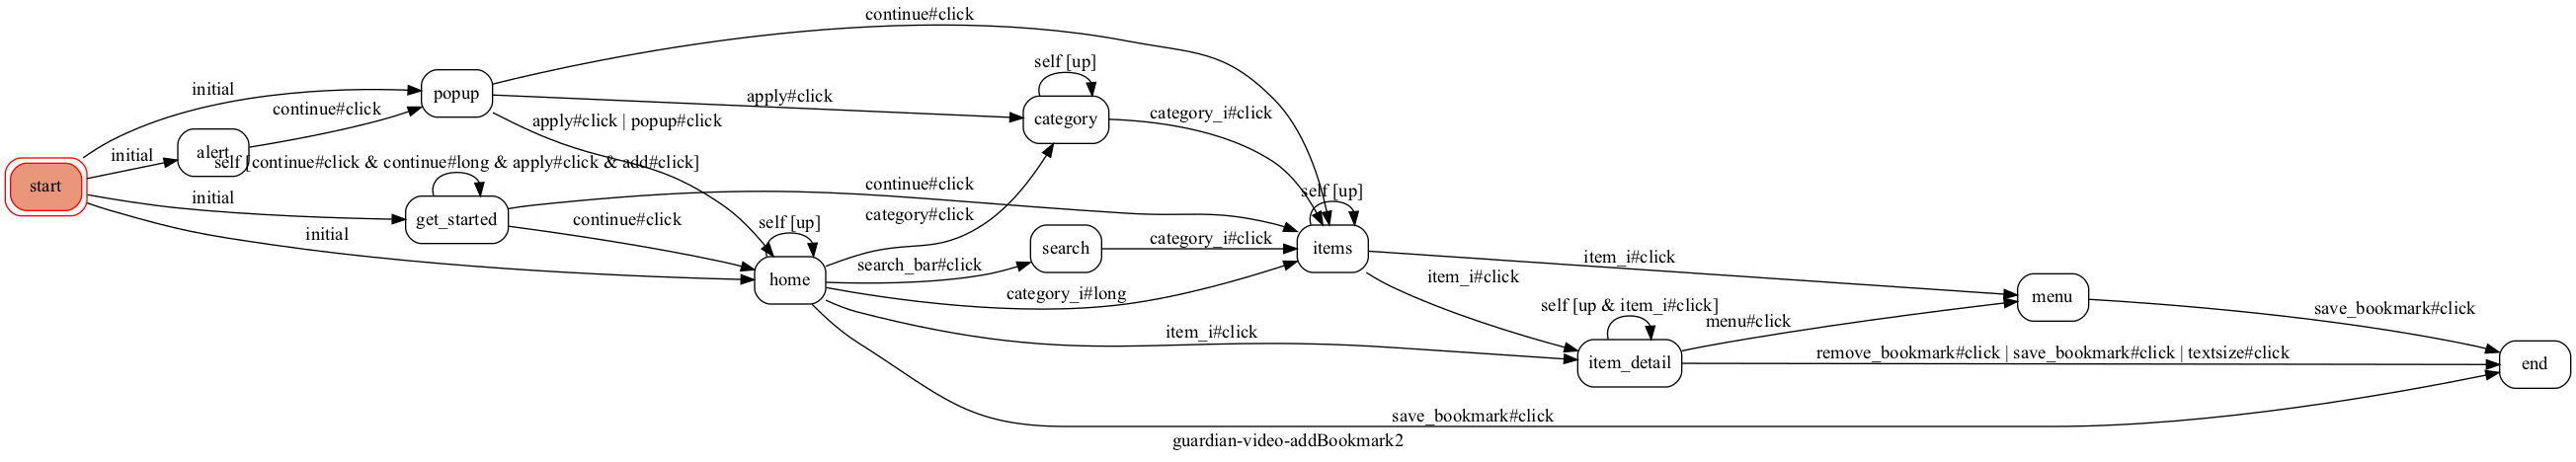 continue#click
self [up]
initial
popup
apply#click
continue#click
category
category_i#click
apply#click | popup#click
initial
alert
self [continue#click & continue#long & apply#click & add#click]
start
initial
get_started
continue#click
continue#click
category#click
self [up]
self [up]
initial
home
search_bar#click
search
category_i#click
items
category_i#long
item_i#click
item_i#click
menu
self [up & item_i#click]
menu#click
save_bookmark#click
item_i#click
item_detail
remove_bookmark#click | save_bookmark#click | textsize#click
end
save_bookmark#click
guardian-video-addBookmark2